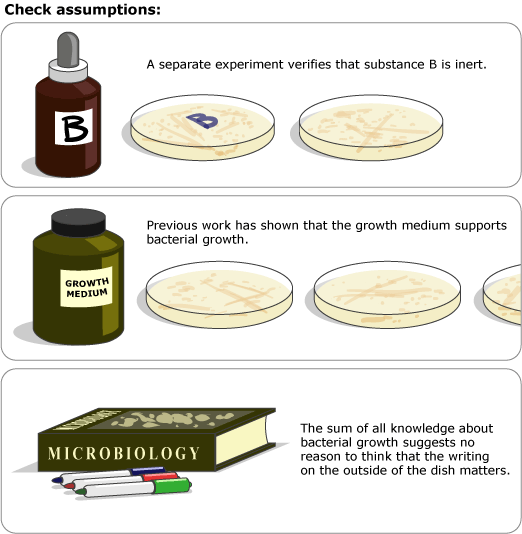 Check assumptions:
A separate experiment verifies that substance B is inert.
B
B
Previous work has shown that the growth medium supports
bacterial growth.
GROWTH
MEDIUM
MICROBIOLOGY
MICROBIOLOGY
The sum of all knowledge about
bacterial growth suggests no
reason to think that the writing
on the outside of the dish matters.